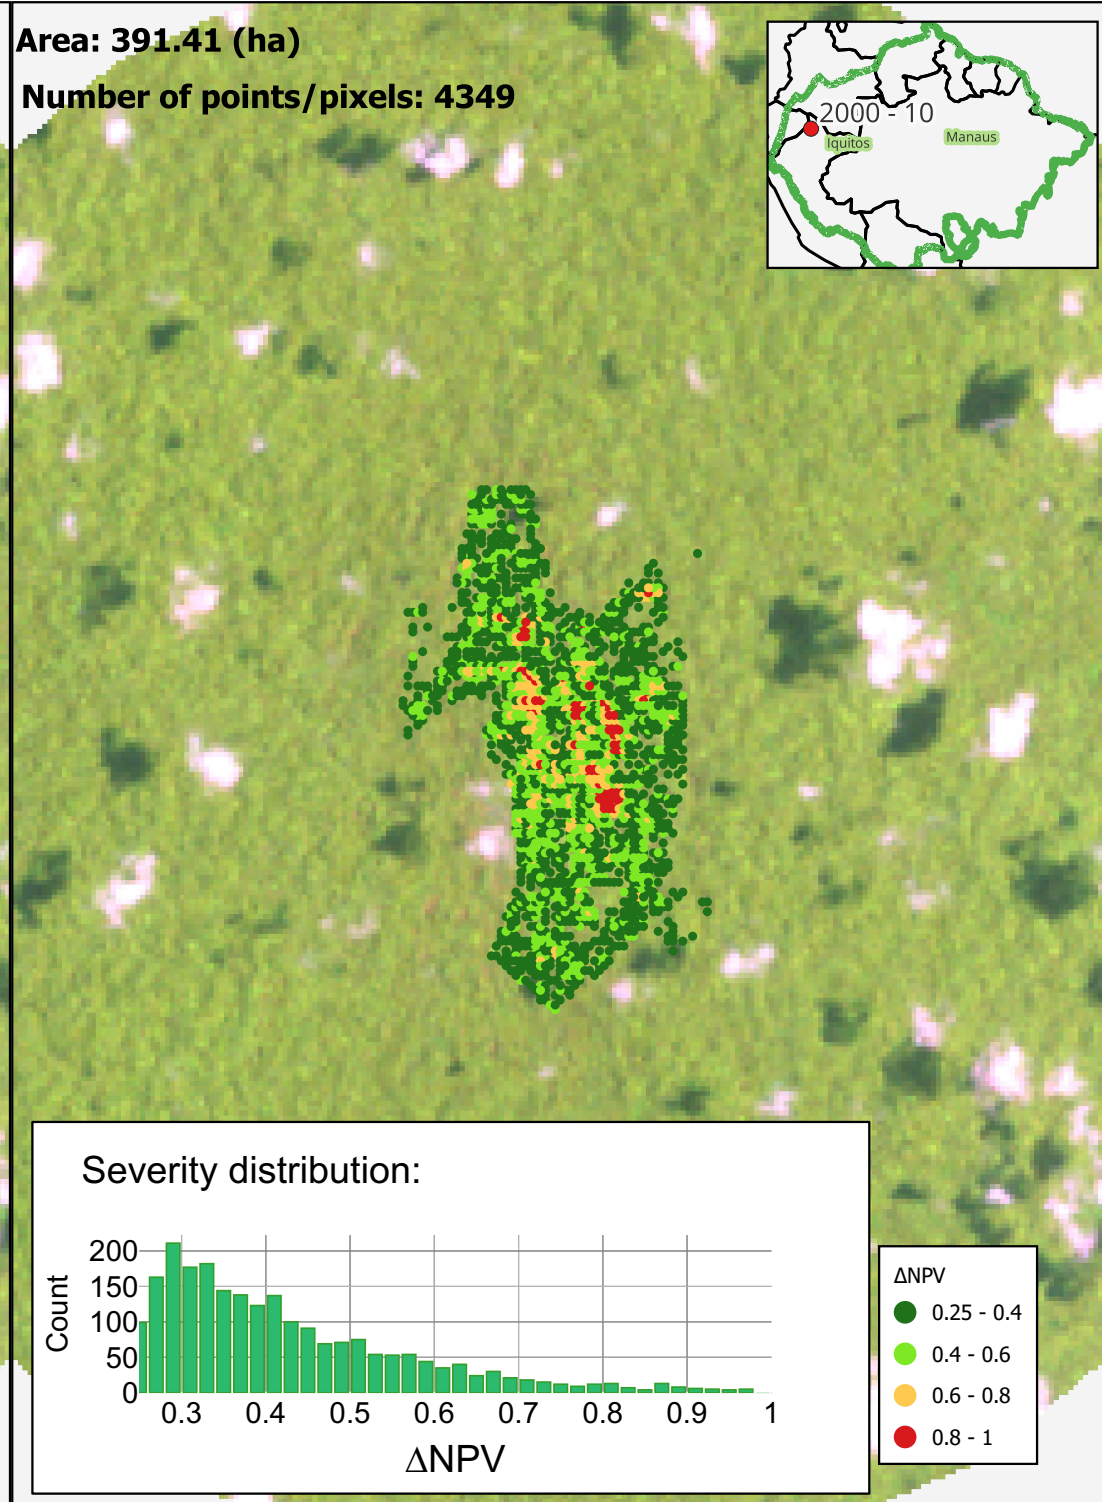 Area: 391.41 (ha)
Number of points/pixels: 4349
2000 - 10
Iquitos
Manaus
Severity distribution:
Count
200
150
100
50
0
0.3 0.4 0.5 0.6 0.7 0.8 0.9 1
ΔNPV
ΔNPV
0.25 - 0.4
0.4 - 0.6
0.6 - 0.8
0.8 - 1